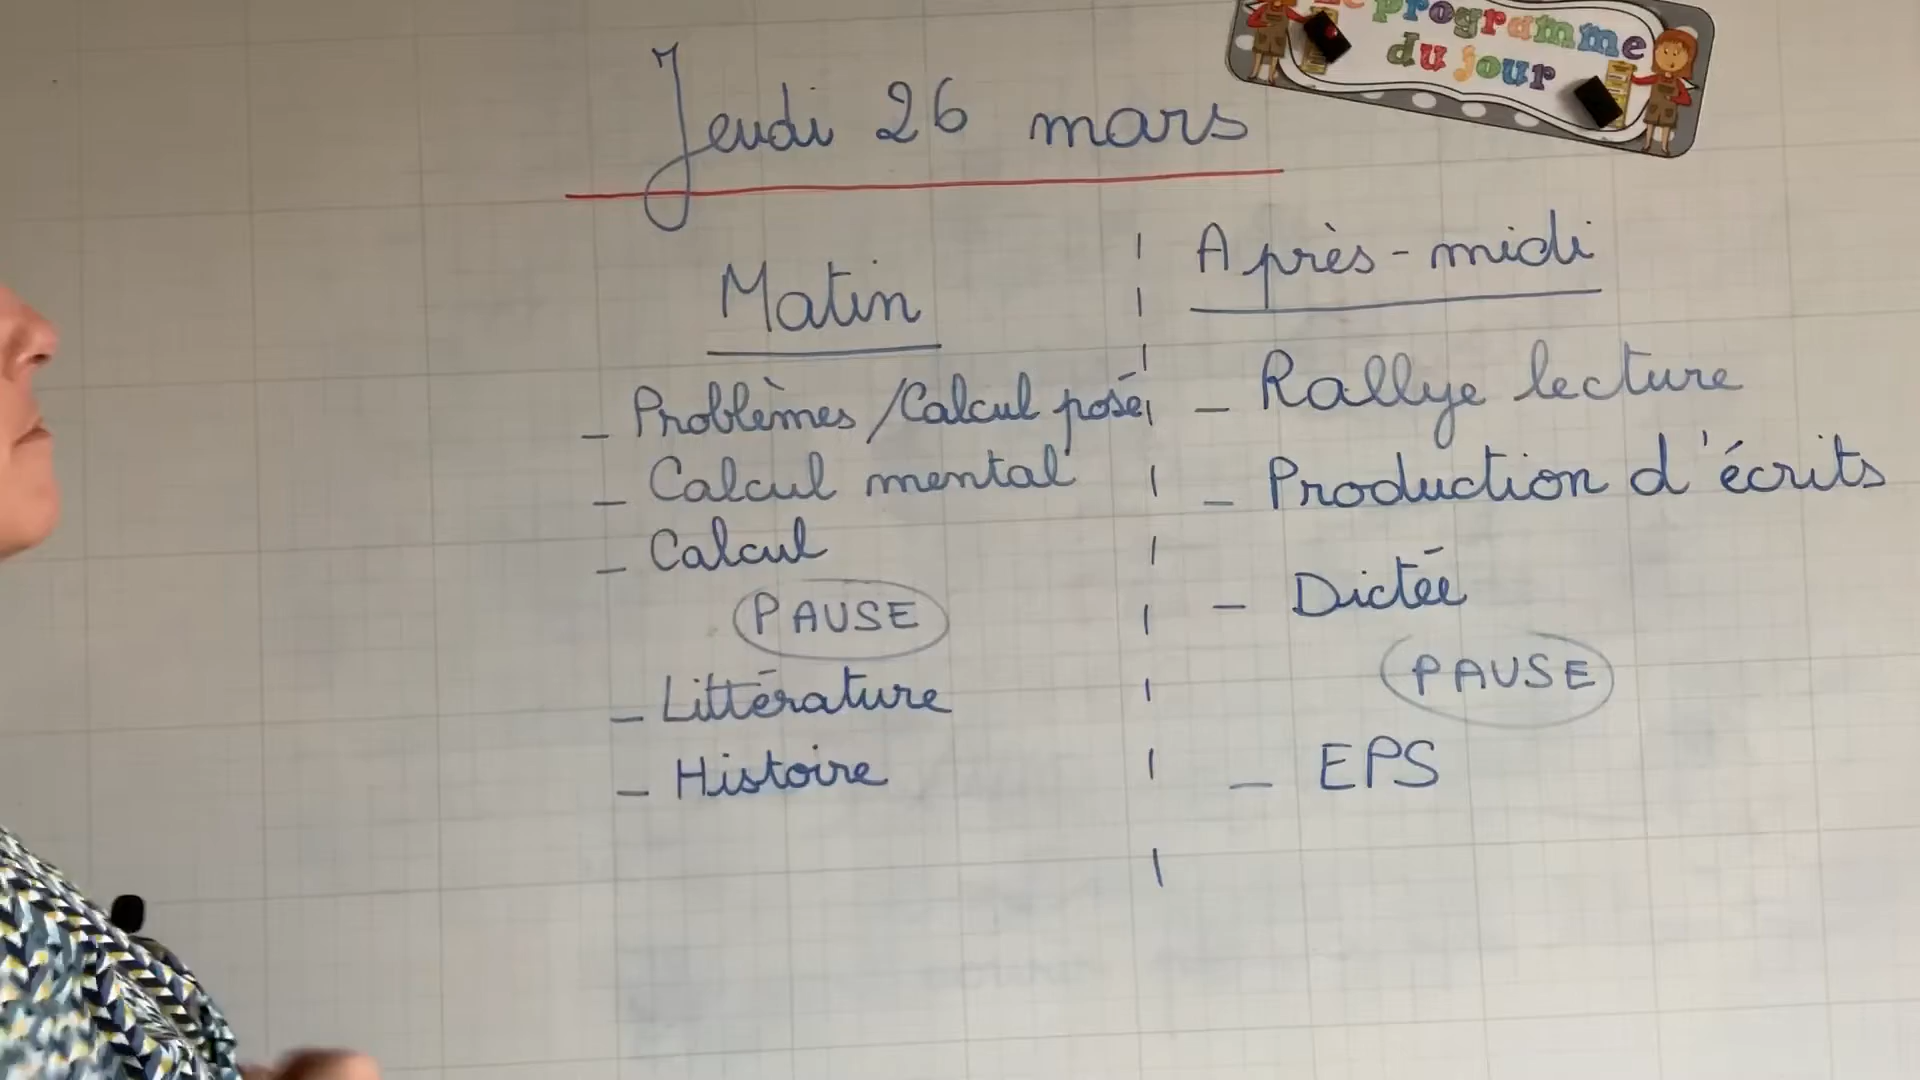 Le programme
du jour
Jeudi 26 mars
Matin
_ Problèmes / Calcul posé
_ Calcul mental
_ Calcul
PAUSE
_ Littérature
_ Histoire
Après-midi
_ Rallye lecture
_ Production d'écrits
_ Dictée
PAUSE
_ EPS